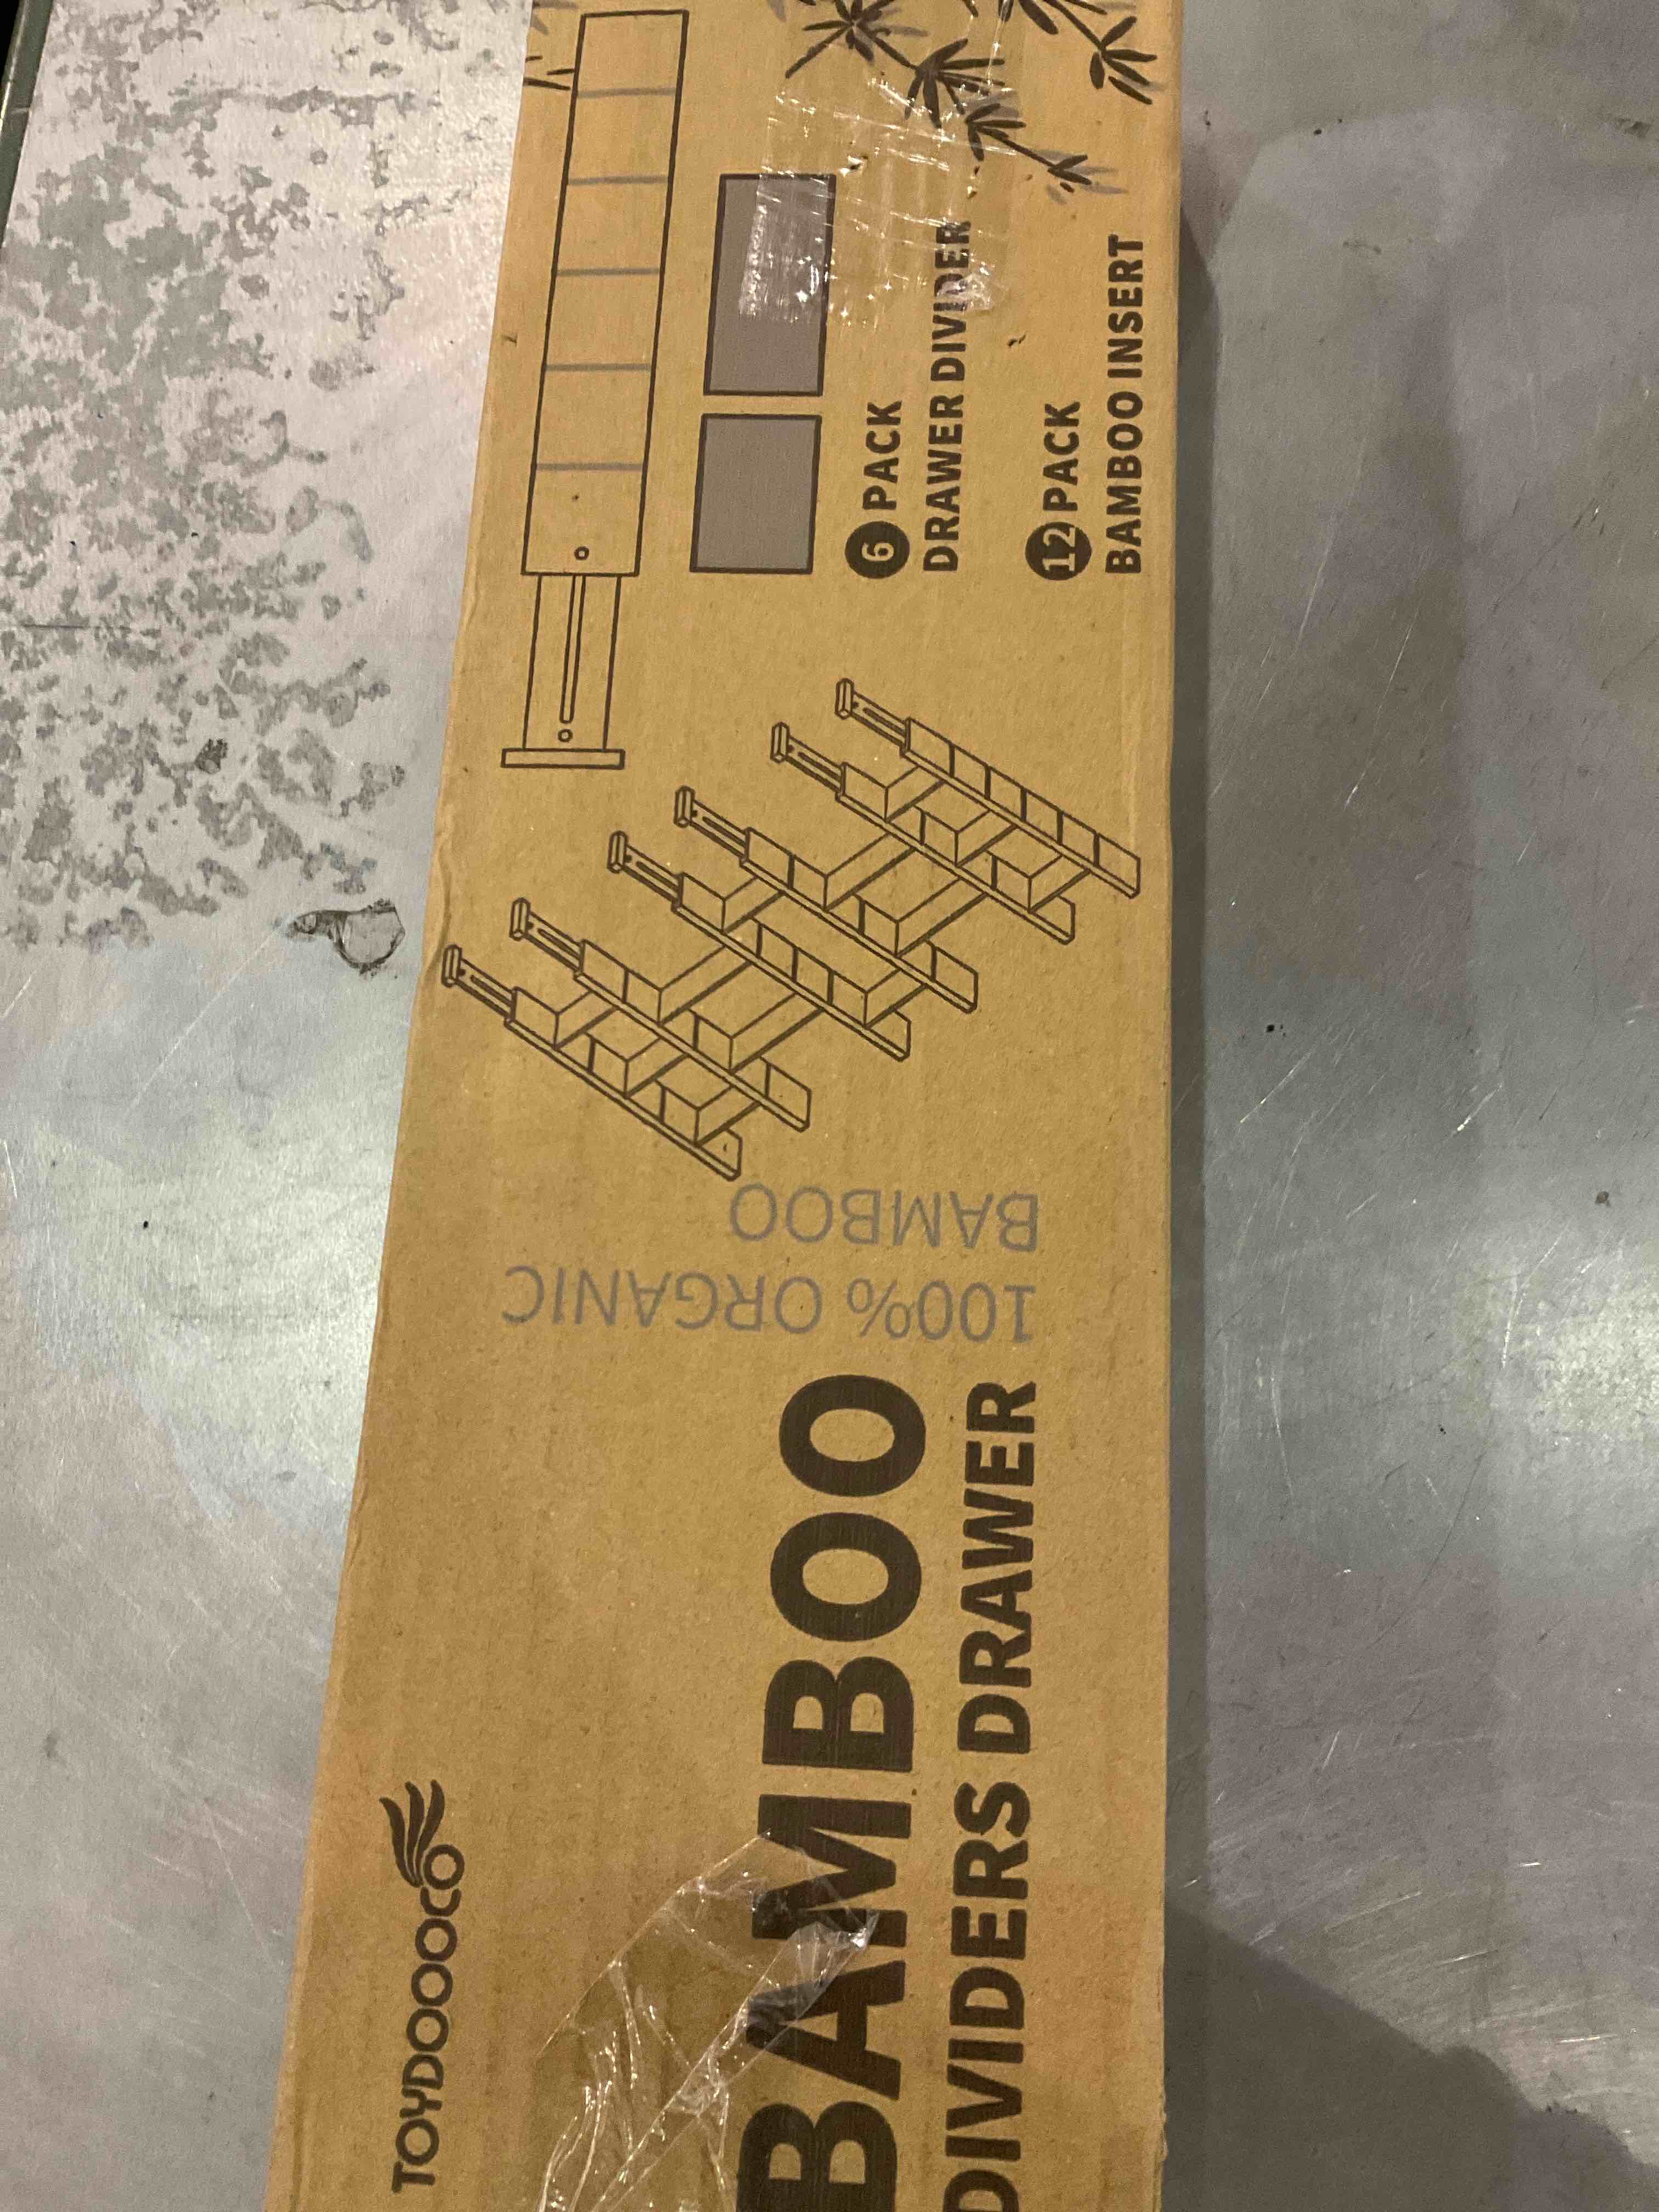 TOYDOOOCO
BAMBOO
DIVIDERS DRAWER
100% ORGANIC
BAMBOO
6 PACK
DRAWER DIVIDER
12 PACK
BAMBOO INSERT